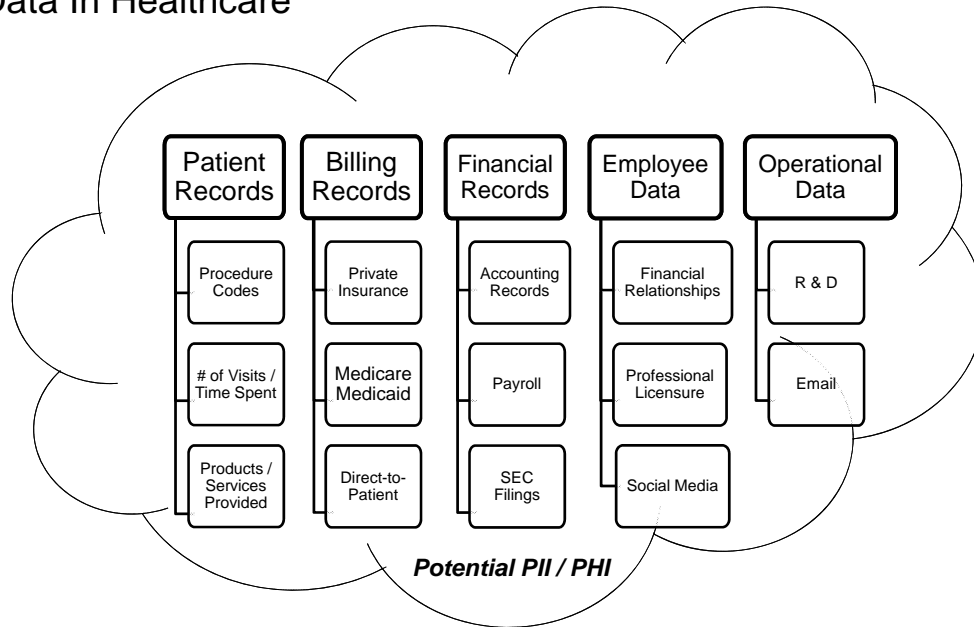 Data In Healthcare
Patient
Records
Billing
Records
Financial
Records
Employee
Data
Operational
Data
Procedure
Codes
Private
Insurance
Accounting
Records
Financial
Relationships
R & D
# of Visits /
Time Spent
Medicare
Medicaid
Payroll
Professional
Licensure
Email
Products /
Services
Provided
Direct-to-
Patient
SEC
Filings
Social Media
Potential PII / PHI